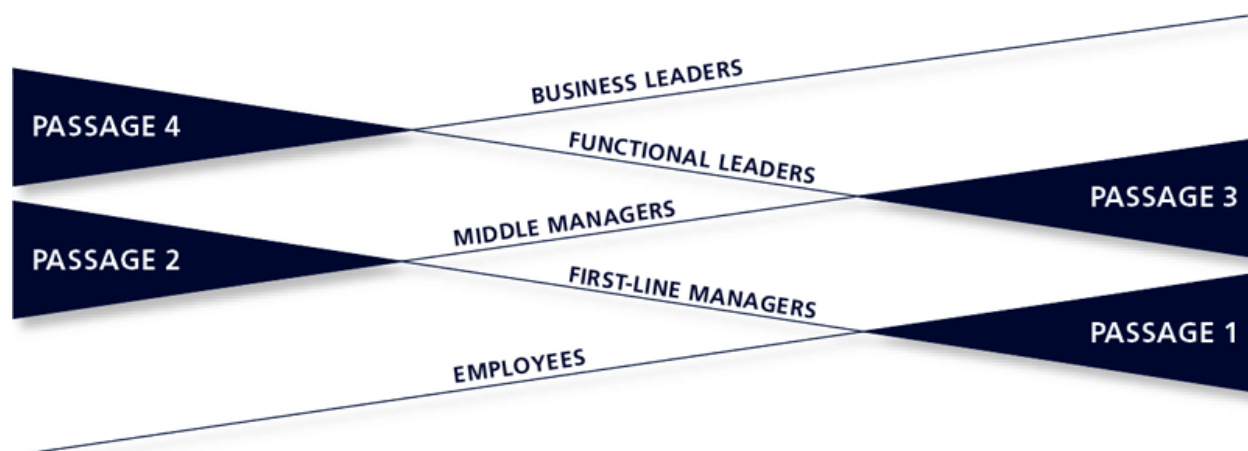 BUSINESS LEADERS
PASSAGE 4
FUNCTIONAL LEADERS
PASSAGE 3
MIDDLE MANAGERS
PASSAGE 2
FIRST-LINE MANAGERS
PASSAGE 1
EMPLOYEES